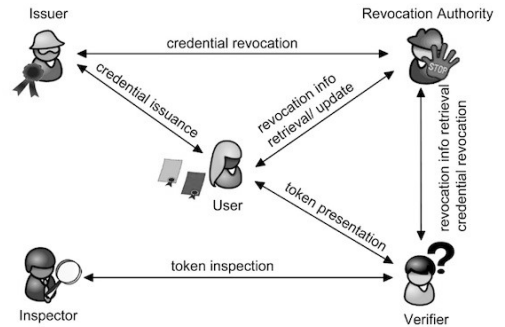 Issuer
Revocation Authority
credential revocation
STOP
credential issuance
revocation info
retrieval/ update
revocation info retrieval
credential revocation
User
token presentation
token inspection
Inspector
?
Verifier